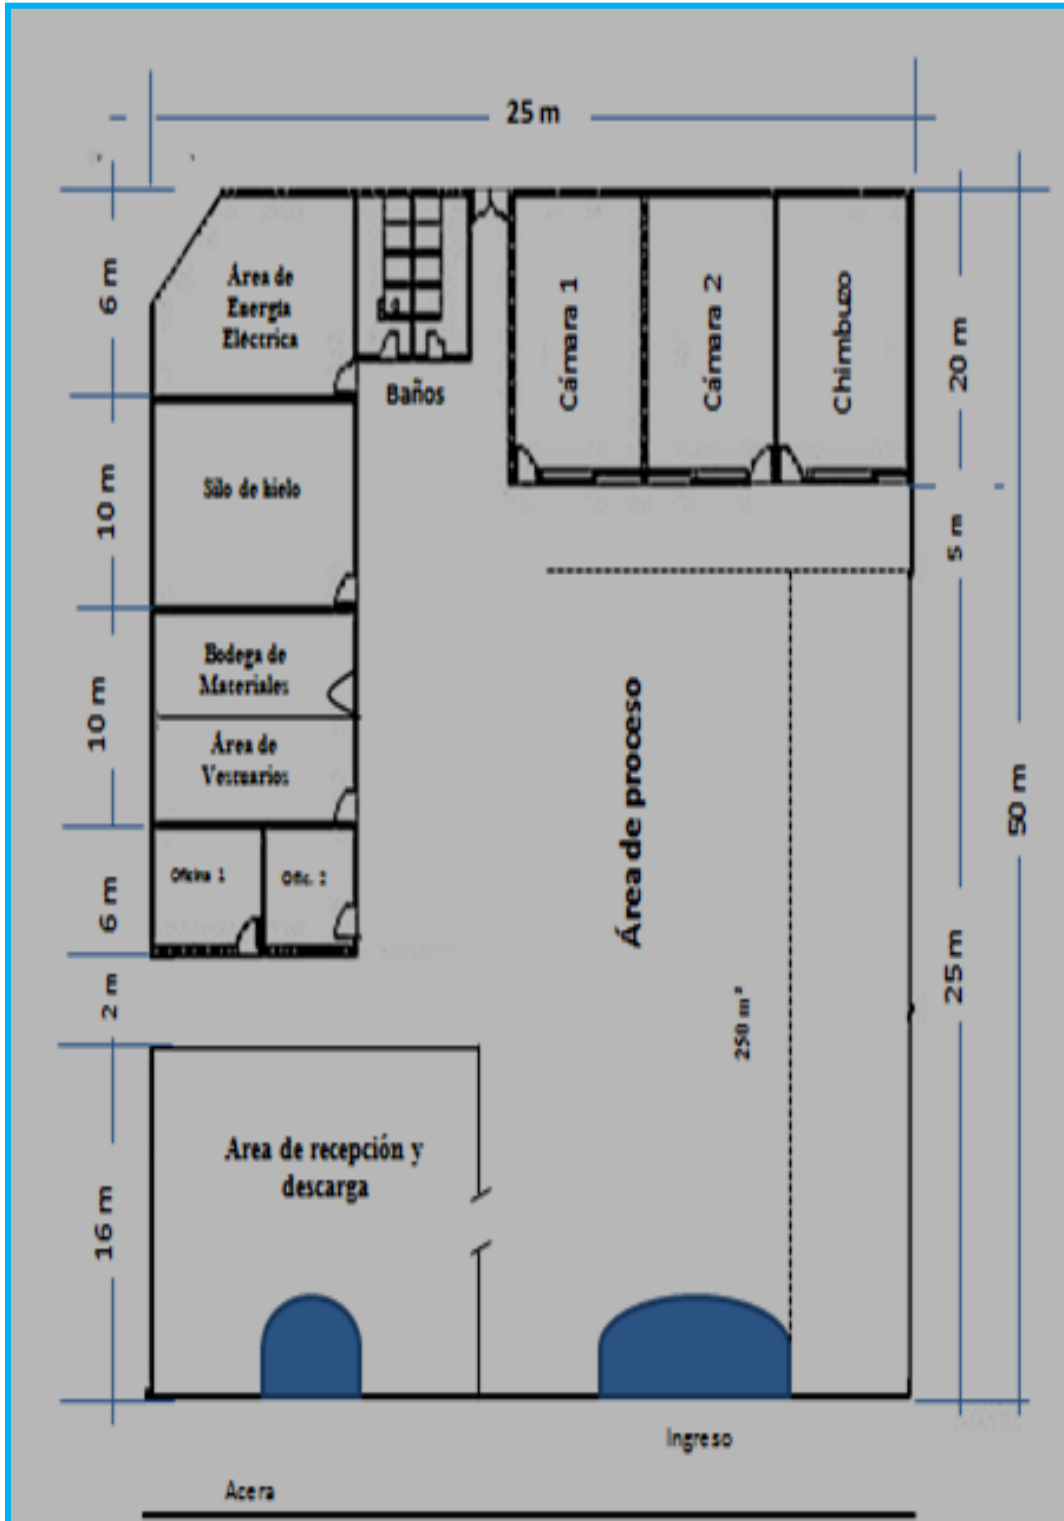 25 m
6 m
10 m
10 m
6 m
2 m
16 m
Área de
Energía
Eléctrica
Baños
Cámara 1
Cámara 2
Chimbuzo
20 m
5 m
25 m
50 m
Silo de hielo
Bodega de
Materiales
Área de
Vestuarios
Oficina 1
Ofic. 2
Área de proceso
250 m²
Area de recepción y
descarga
Ingreso
Acera